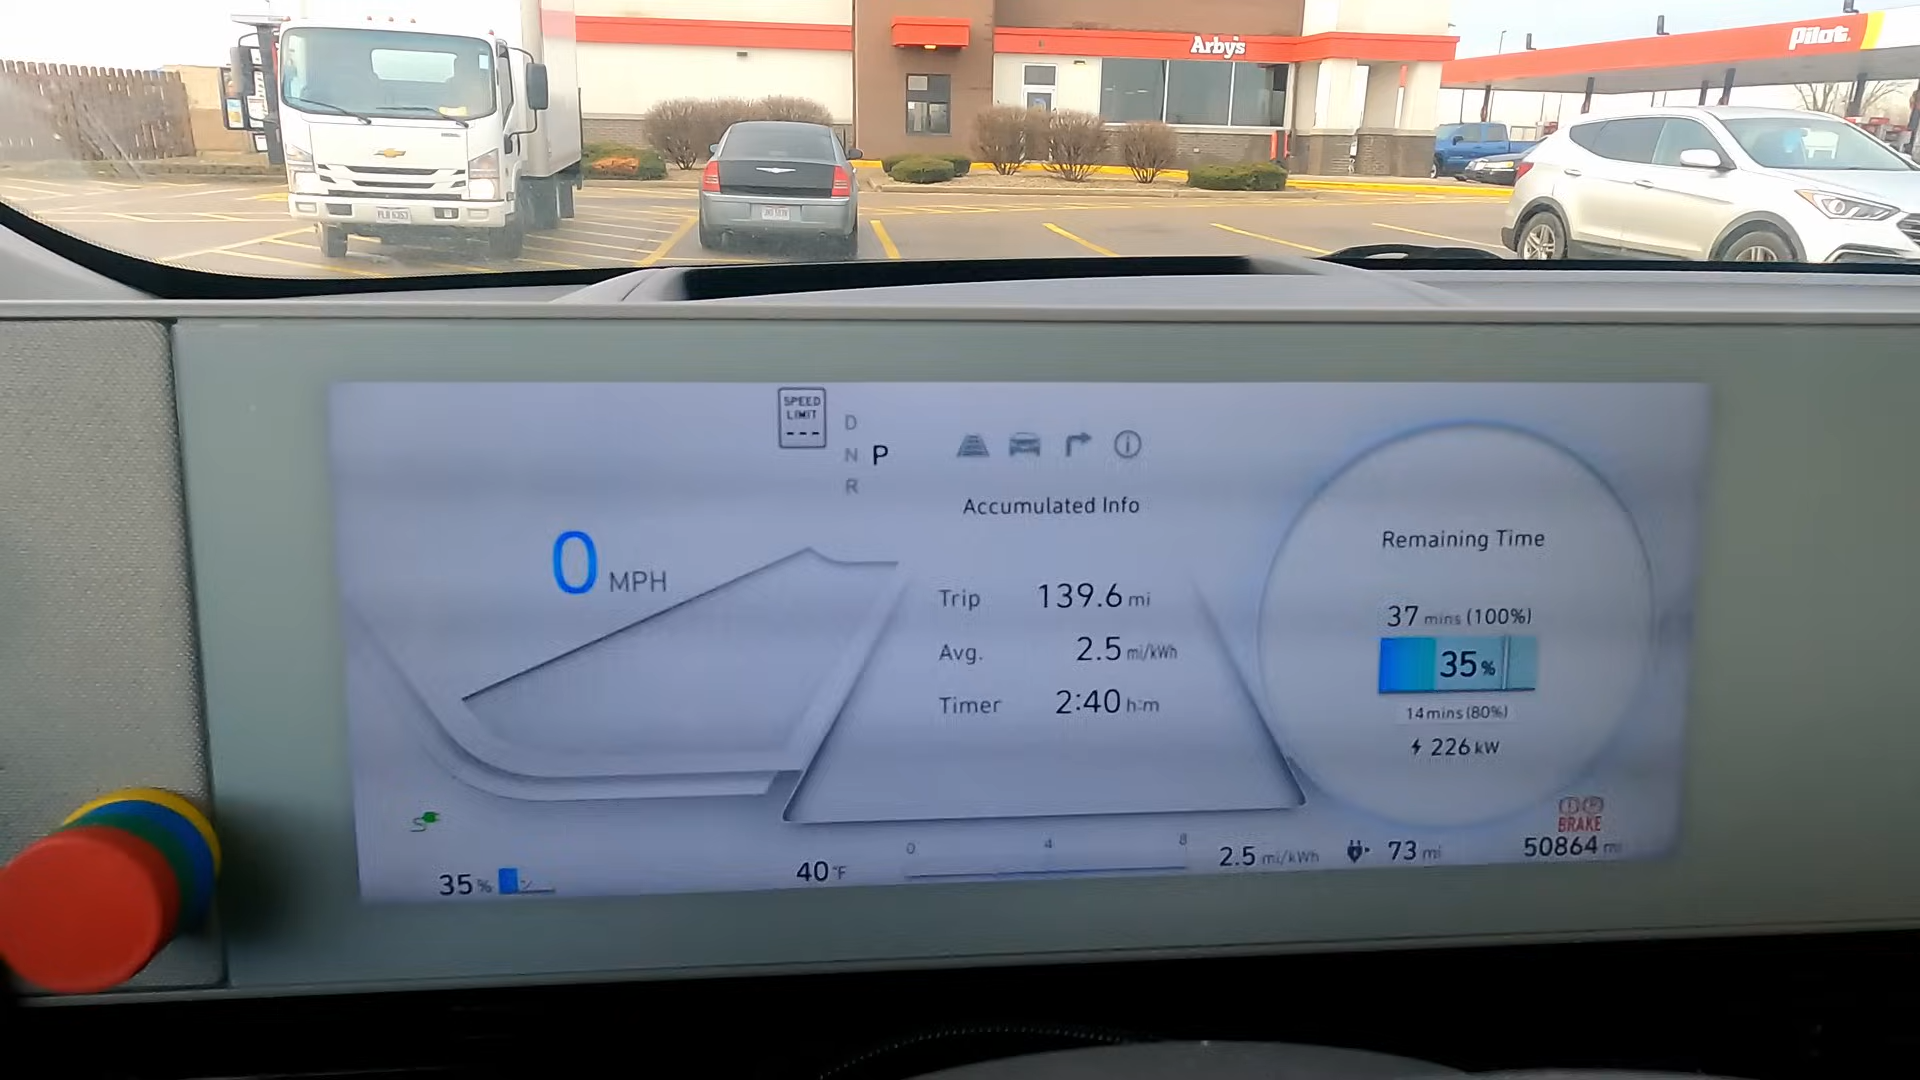 Arby's
Pilot
SPEED
LIMIT
---
D
N P
R
Accumulated Info
0 MPH
Trip 139.6 mi
Avg. 2.5 mi/kWh
Timer 2:40 h:m
Remaining Time
37 mins (100%)
35%
14 mins (80%)
226 kW
BRAKE
35%
40°F
0 4 8
2.5 mi/kWh
73 mi
50864 mi